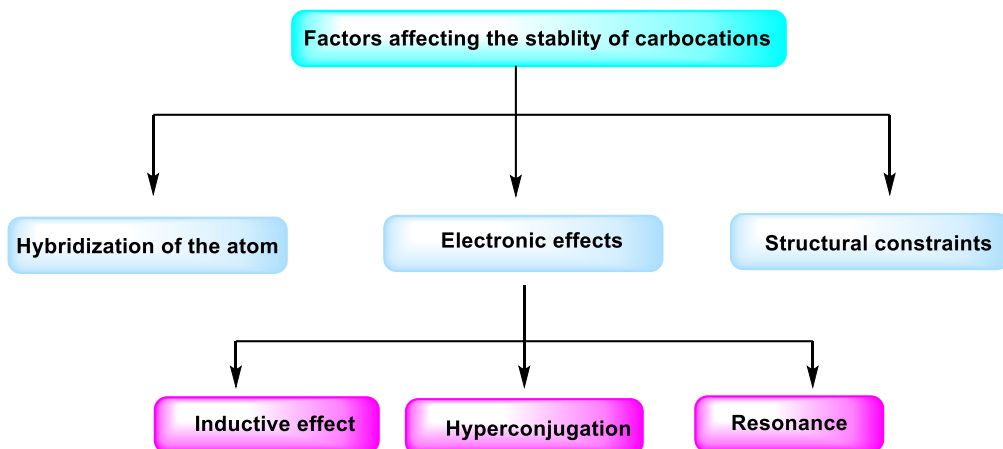 Factors affecting the stablity of carbocations
Hybridization of the atom
Electronic effects
Structural constraints
Inductive effect
Hyperconjugation
Resonance